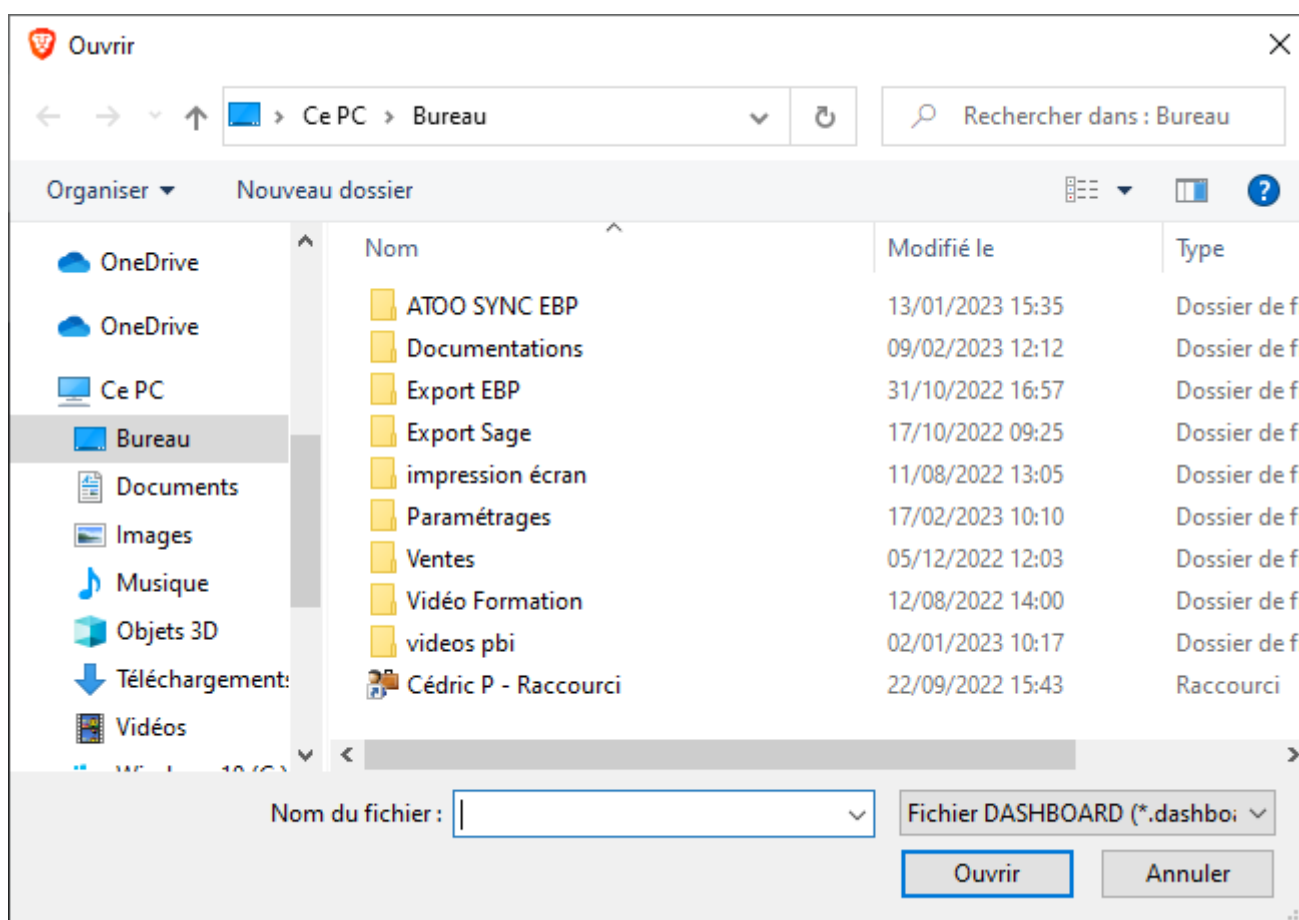 Ouvrir
Ce PC > Bureau
Rechercher dans : Bureau
Organiser
Nouveau dossier
?
OneDrive
OneDrive
Ce PC
Bureau
Documents
Images
Musique
Objets 3D
Téléchargements
Vidéos
Nom Modifié le Type
ATOO SYNC EBP 13/01/2023 15:35 Dossier de f
Documentations 09/02/2023 12:12 Dossier de f
Export EBP 31/10/2022 16:57 Dossier de f
Export Sage 17/10/2022 09:25 Dossier de f
impression écran 11/08/2022 13:05 Dossier de f
Paramétrages 17/02/2023 10:10 Dossier de f
Ventes 05/12/2022 12:03 Dossier de f
Vidéo Formation 12/08/2022 14:00 Dossier de f
videos pbi 02/01/2023 10:17 Dossier de f
Cédric P - Raccourci 22/09/2022 15:43 Raccourci
Nom du fichier :
Fichier DASHBOARD (*.dashboa
Ouvrir
Annuler